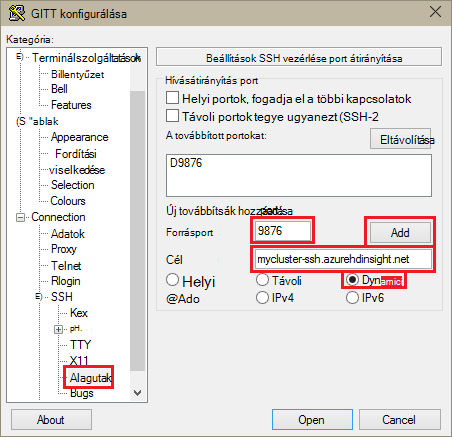 GITT konfigurálása
Kategória:
Terminálszolgáltatások
Billentyűzet
Bell
Features
(S "ablak
Appearance
Fordítási
viselkedése
Selection
Colours
Connection
Adatok
Proxy
Telnet
Rlogin
SSH
Kex
pH.
TTY
X11
Alagutak
Bugs
Beállítások SSH vezérlése port átirányítása
Hívásátirányítás port
Helyi portok, fogadja el a többi kapcsolatok
Távoli portok tegye ugyanezt (SSH-2
A továbbított portokat:
Eltávolítása
D9876
Új továbbítsák
Forrásport
9876
Add
Cél
mycluster-ssh.azurehdinsight.net
Helyi
Távoli
Dynamici
@Ado
IPv4
IPv6
About
Open
Cancel